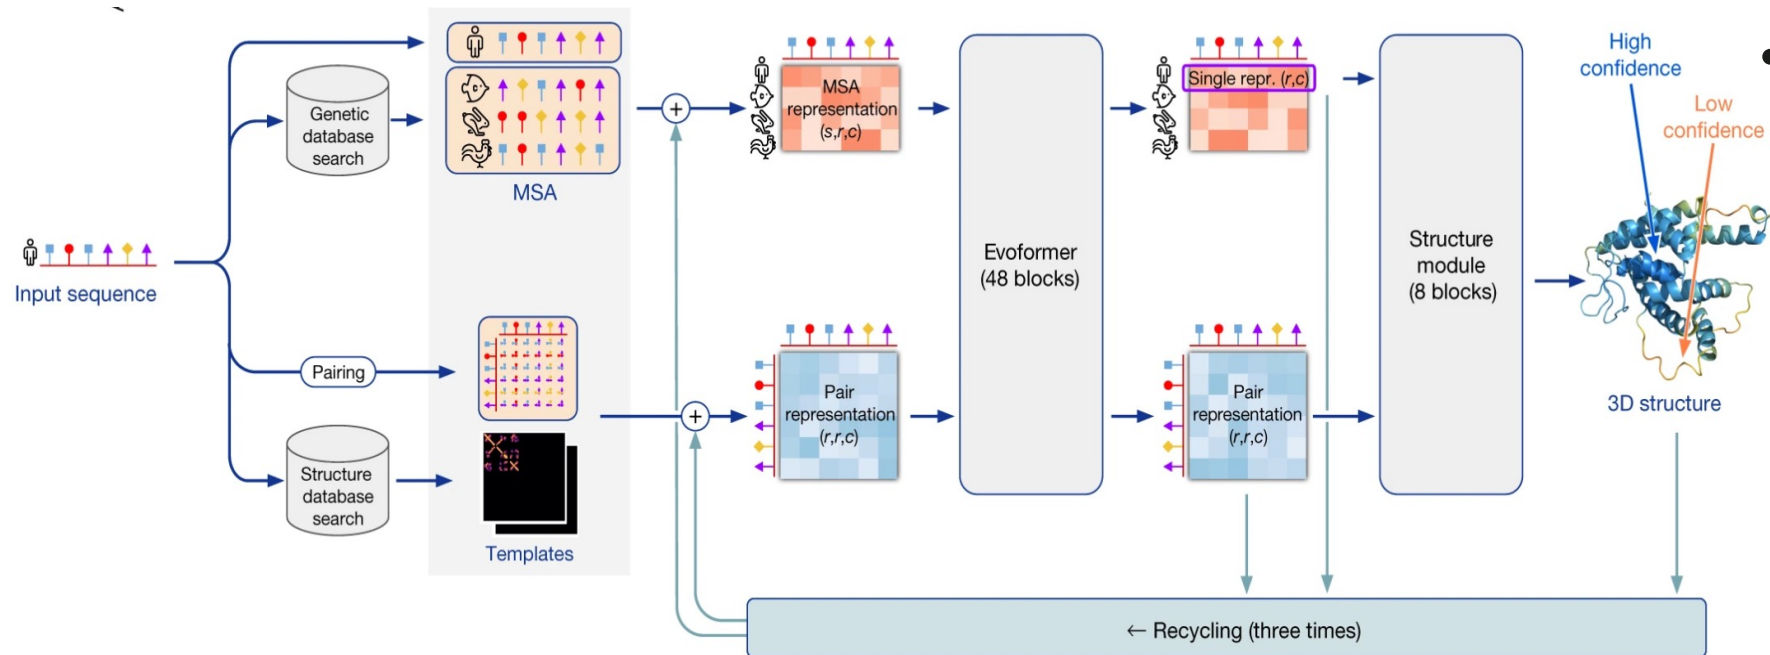 Input sequence
Genetic
database
search
MSA
Pairing
Structure
database
search
Templates
+
+
MSA
representation
(s,r,c)
Pair
representation
(r,r,c)
Evoformer
(48 blocks)
Single repr. (r,c)
Pair
representation
(r,r,c)
Structure
module
(8 blocks)
High
confidence
Low
confidence
3D structure
← Recycling (three times)